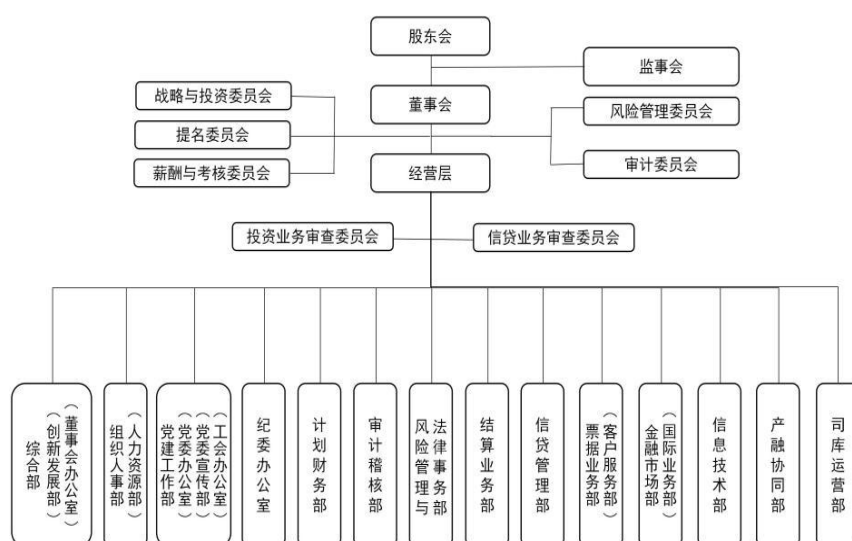 股东会
监事会
战略与投资委员会
董事会
风险管理委员会
提名委员会
薪酬与考核委员会
经营层
审计委员会
投资业务审查委员会
信贷业务审查委员会
综合部
（创新发展部）
（董事会办公室）
组织人事部
（人力资源部）
党建工作部
（党委办公室）
（党委宣传部）
（工会办公室）
纪委办公室
计划财务部
审计稽核部
风险管理与
法律事务部
结算业务部
信贷管理部
票据业务部
（客户服务部）
金融市场部
（国际业务部）
信息技术部
产融协同部
司库运营部